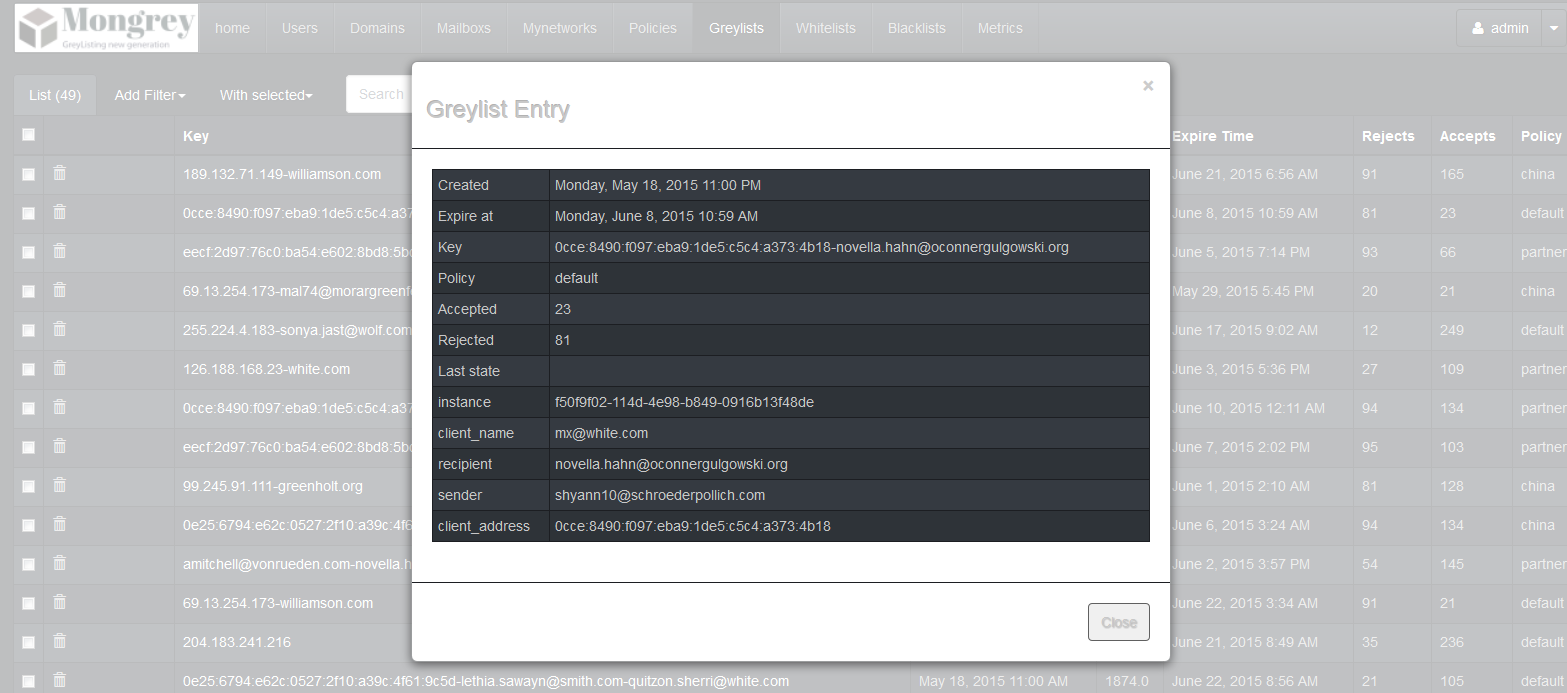 Mongrey home Users Domains Mailboxs Mynetworks Policies Greylists Whitelists Blacklists Metrics admin
GreyListing new generation
List (49) Add Filter With selected Search
×
Greylist Entry
Key Expire Time Rejects Accepts Policy
189.132.71.149-williamson.com June 21, 2015 6:56 AM 91 165 china
Created Monday, May 18, 2015 11:00 PM
0cce:8490:f097:eba9:1de5:c5c4:a37 June 8, 2015 10:59 AM 81 23 default
Expire at Monday, June 8, 2015 10:59 AM
eecf:2d97:76c0:ba54:e602:8bd8:5b June 5, 2015 7:14 PM 93 66 partner
Key 0cce:8490:f097:eba9:1de5:c5c4:a373:4b18-novella.hahn@oconnergulgowski.org
Policy default
69.13.254.173-mal74@morargreenf May 29, 2015 5:45 PM 20 21 china
Accepted 23
255.224.4.183-sonya.jast@wolf.com June 17, 2015 9:02 AM 12 249 default
Rejected 81
126.188.168.23-white.com June 3, 2015 5:36 PM 27 109 partner
Last state
0cce:8490:f097:eba9:1de5:c5c4:a37 June 10, 2015 12:11 AM 94 134 partner
instance f50f9f02-114d-4e98-b849-0916b13f48de
client_name mx@white.com
eecf:2d97:76c0:ba54:e602:8bd8:5b June 7, 2015 2:02 PM 95 103 partner
recipient novella.hahn@oconnergulgowski.org
99.245.91.111-greenholt.org June 1, 2015 2:10 AM 81 128 china
sender shyann10@schroederpollich.com
0e25:6794:e62c:0527:2f10:a39c:4f6 June 6, 2015 3:24 AM 94 134 china
client_address 0cce:8490:f097:eba9:1de5:c5c4:a373:4b18
amitchell@vonrueden.com-novella.h June 2, 2015 3:57 PM 54 145 partner
69.13.254.173-williamson.com June 22, 2015 3:34 AM 91 21 default
Close
204.183.241.216 June 21, 2015 8:49 AM 35 236 default
0e25:6794:e62c:0527:2f10:a39c:4f61:9c5d-lethia.sawayn@smith.com-quitzon.sherri@white.com May 18, 2015 11:00 AM 1874.0 June 22, 2015 8:56 AM 21 105 default